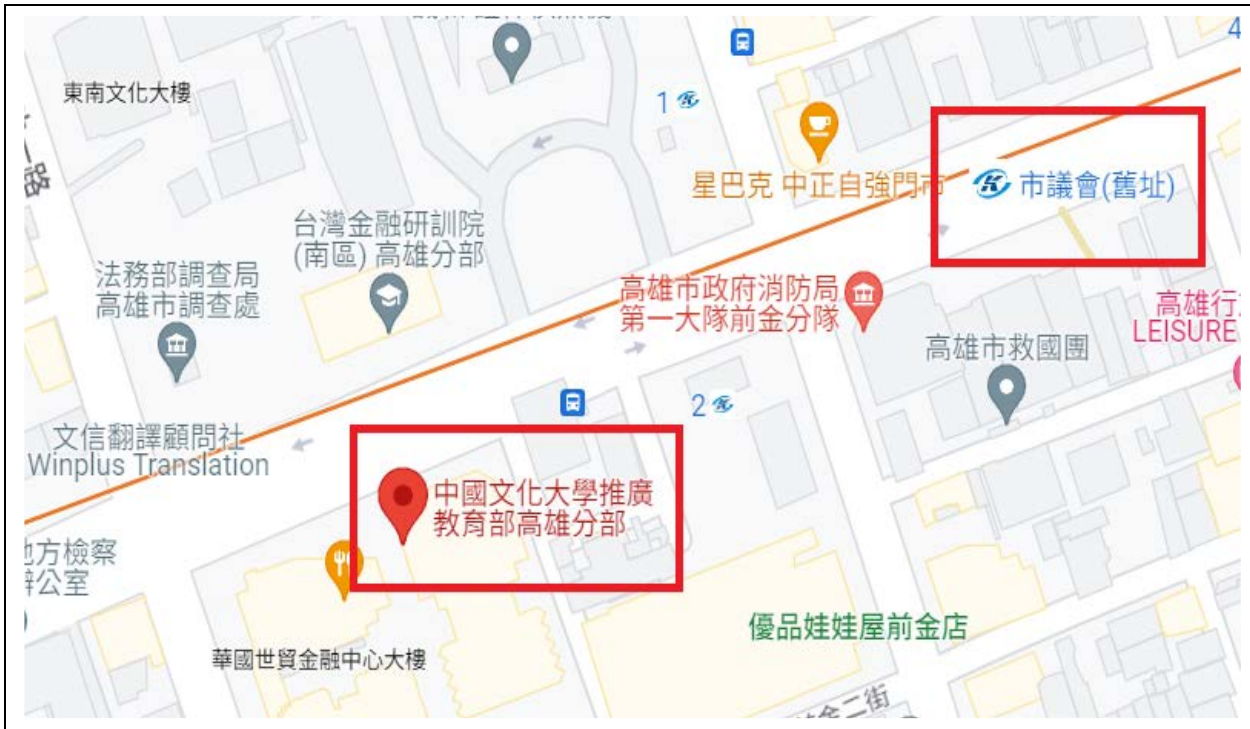 4
東南文化大樓
1
星巴克 中正自強門市
市議會(舊址)
台灣金融研訓院
(南區) 高雄分部
法務部調查局
高雄市調查處
高雄市政府消防局
第一大隊前金分隊
高雄行
LEISURE
高雄市救國團
2
文信翻譯顧問社
Winplus Translation
中國文化大學推廣
教育部高雄分部
地方檢察
辦公室
優品娃娃屋前金店
華國世貿金融中心大樓
金二街